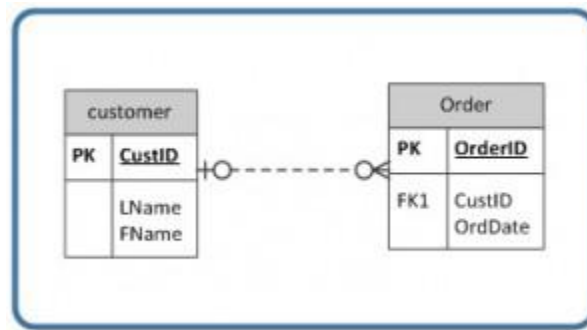 customer
PK CustID
LName
FName
Order
PK OrderID
FK1 CustID
OrdDate